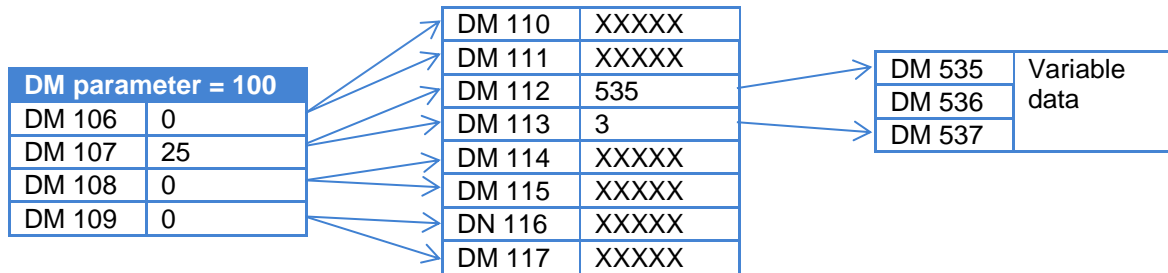 DM parameter = 100
DM 106 0
DM 107 25
DM 108 0
DM 109 0
DM 110 XXXXX
DM 111 XXXXX
DM 112 535
DM 113 3
DM 114 XXXXX
DM 115 XXXXX
DN 116 XXXXX
DM 117 XXXXX
DM 535 Variable
DM 536 data
DM 537